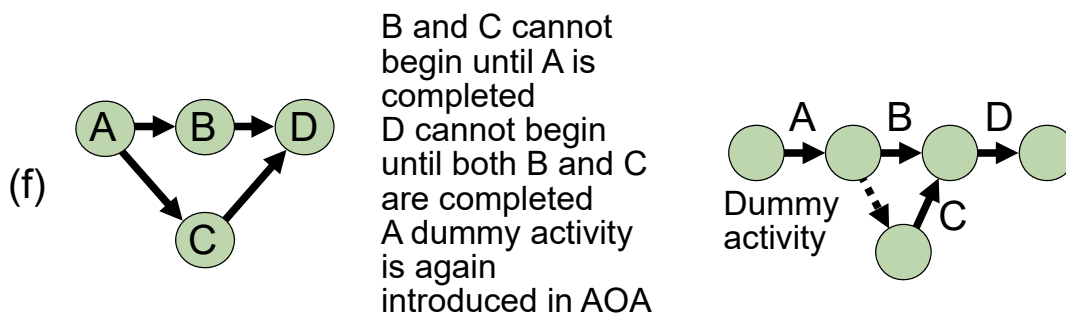 (f)
A
B
D
C
B and C cannot
begin until A is
completed
D cannot begin
until both B and C
are completed
A dummy activity
is again
introduced in AOA
A
B
D
Dummy
activity
C